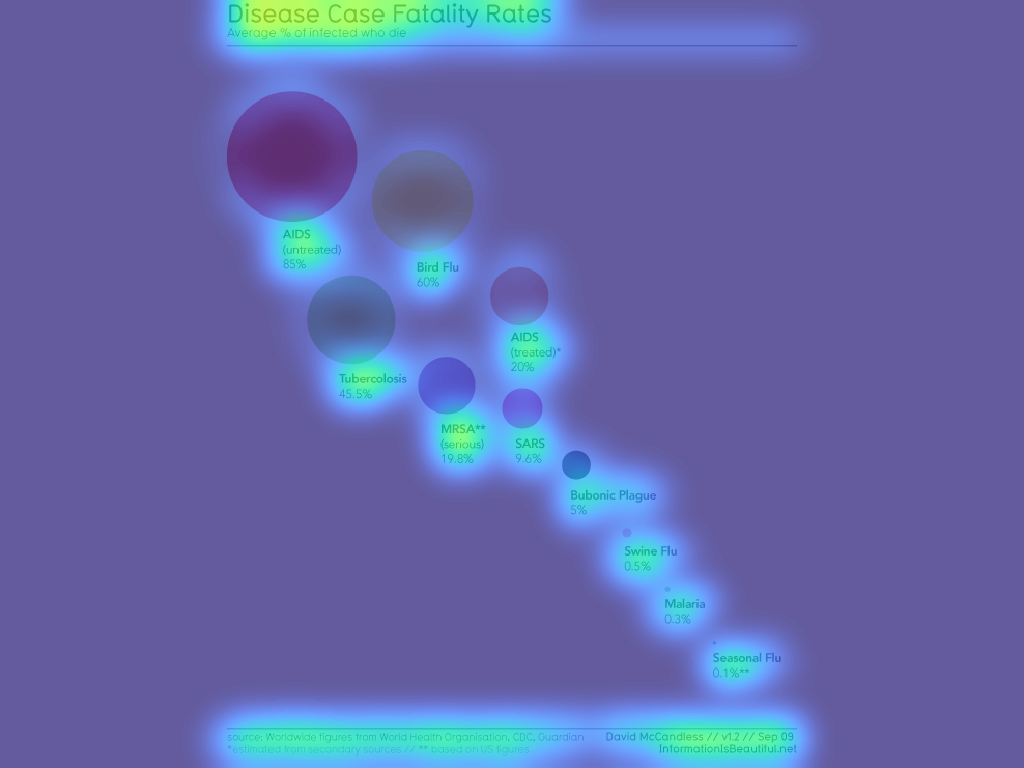 Disease Case Fatality Rates
Average % of infected who die
AIDS
(untreated)
85%
Bird Flu
60%
AIDS
(treated)*
20%
Tubercolosis
45.5%
MRSA**
(serious)
19.8%
SARS
9.6%
Bubonic Plague
5%
Swine Flu
0.5%
Malaria
0.3%
Seasonal Flu
0.1%**
source: Worldwide figures from World Health Organisation, CDC, Guardian
*estimated from secondary sources // ** based on US figures
David McCandless // v1.2 // Sep 09
InformationIsBeautiful.net